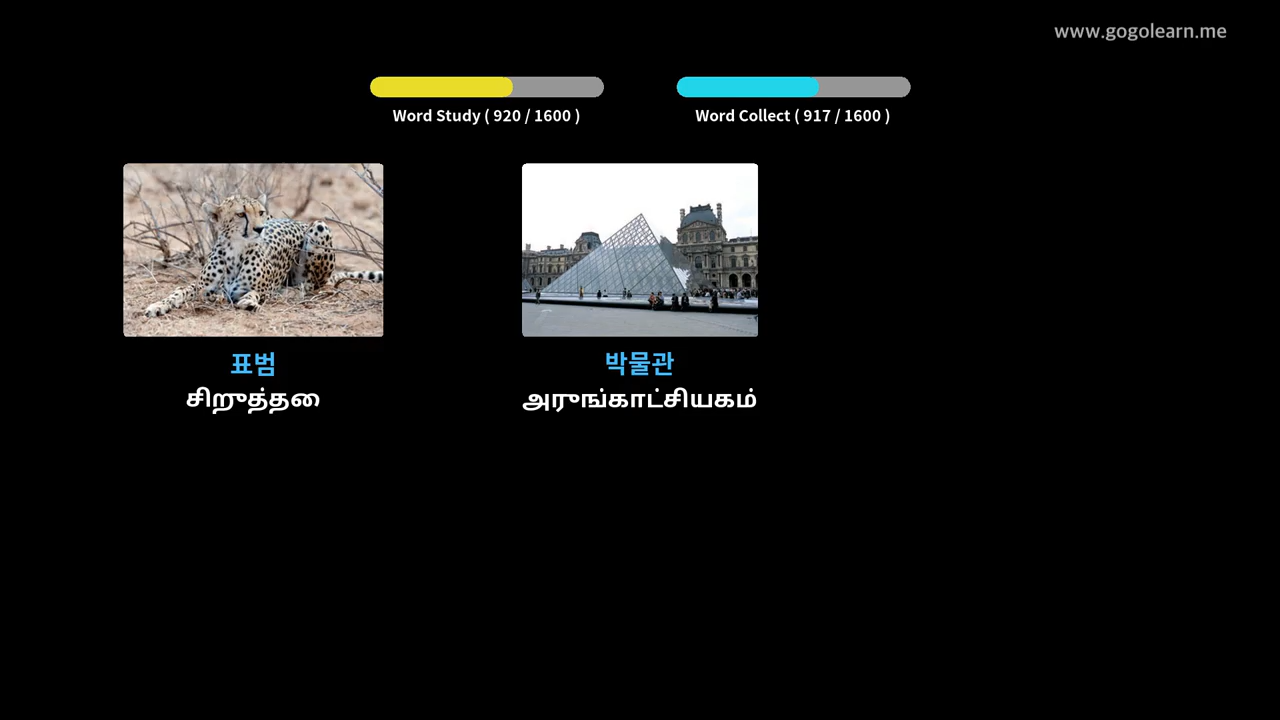 www.gogolearn.me
Word Study ( 920 / 1600 )
Word Collect ( 917 / 1600 )
표범
சிறுத்தை
박물관
அருங்காட்சியகம்